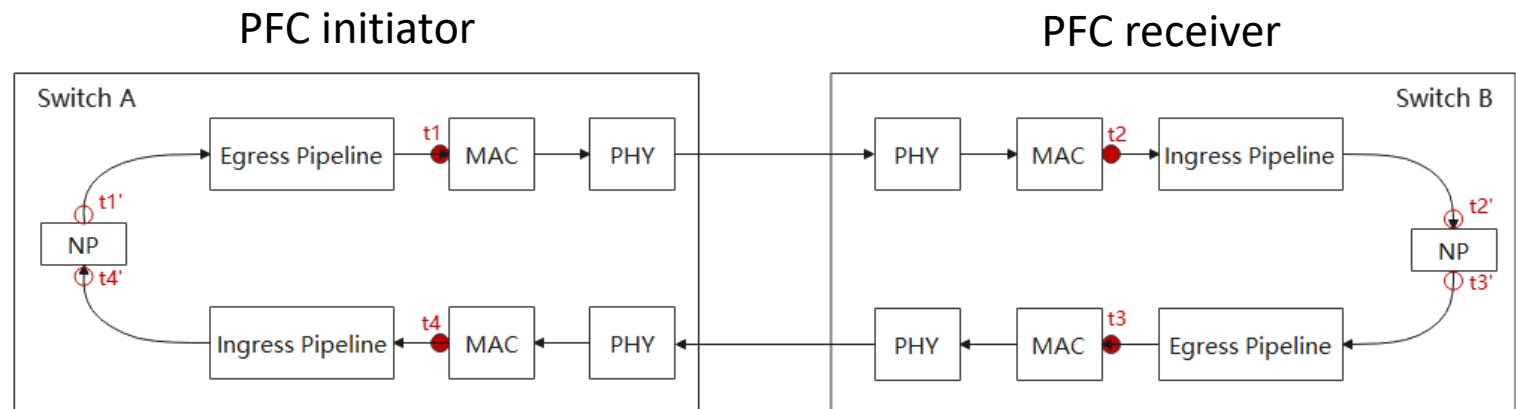 PFC initiator
PFC receiver
Switch A
Switch B
Egress Pipeline
t1
MAC
PHY
PHY
MAC
t2
Ingress Pipeline
t1'
NP
t4'
t2'
NP
t3'
Ingress Pipeline
t4
MAC
PHY
PHY
MAC
t3
Egress Pipeline